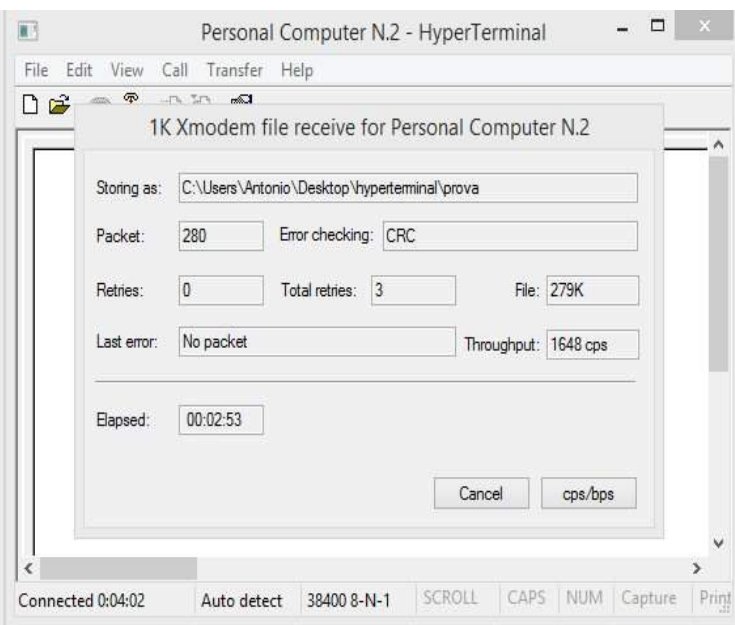 Personal Computer N.2 - HyperTerminal
File Edit View Call Transfer Help
1K Xmodem file receive for Personal Computer N.2
Storing as: C:\Users\Antonio\Desktop\hyperterminal\prova
Packet: 280 Error checking: CRC
Retries: 0 Total retries: 3 File: 279K
Last error: No packet Throughput: 1648 cps
Elapsed: 00:02:53
Cancel cps/bps
Connected 0:04:02 Auto detect 38400 8-N-1 SCROLL CAPS NUM Capture Print